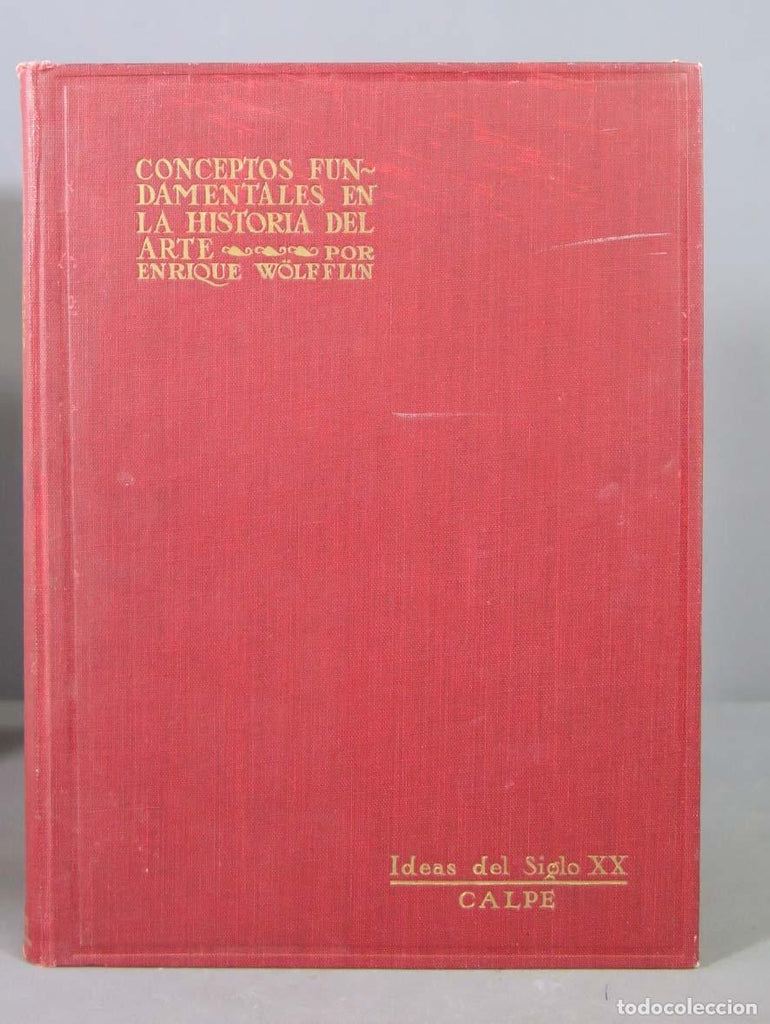 CONCEPTOS FUN~
DAMENTALES EN
LA HISTORIA DEL
ARTE POR
ENRIQUE WÖLFFLIN
Ideas del Siglo XX
CALPE
todocoleccion